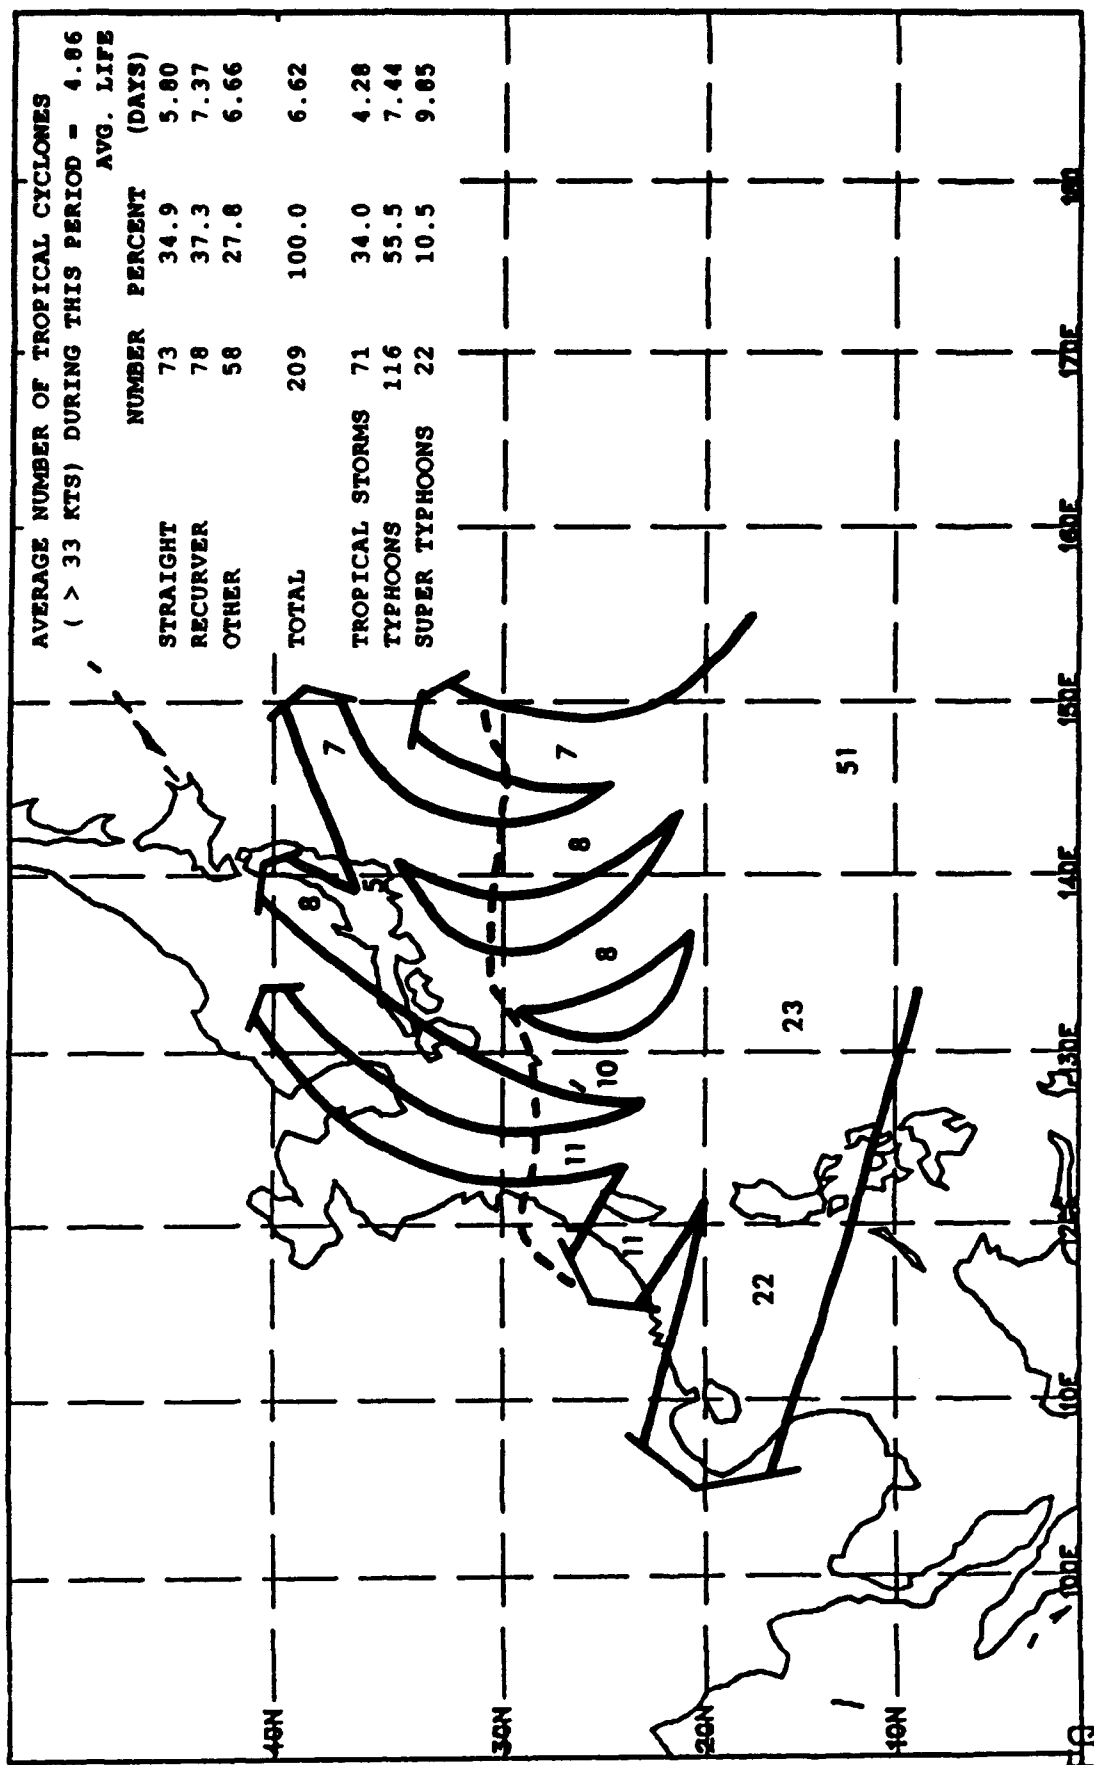 AVERAGE NUMBER OF TROPICAL CYCLONES
( > 33 KTS) DURING THIS PERIOD = 4.86
AVG. LIFE
NUMBER PERCENT (DAYS)
STRAIGHT 73 34.9 5.80
RECURVER 78 37.3 7.37
OTHER 58 27.8 6.66
TOTAL 209 100.0 6.62
TROPICAL STORMS 71 34.0 4.28
TYPHOONS 116 55.5 7.44
SUPER TYPHOONS 22 10.5 9.85
40N
8
7
5
30N
11
10
8
8
7
11
20N
22
23
51
10N
100E 110E 120E 130E 140E 150E 160E 170E 180